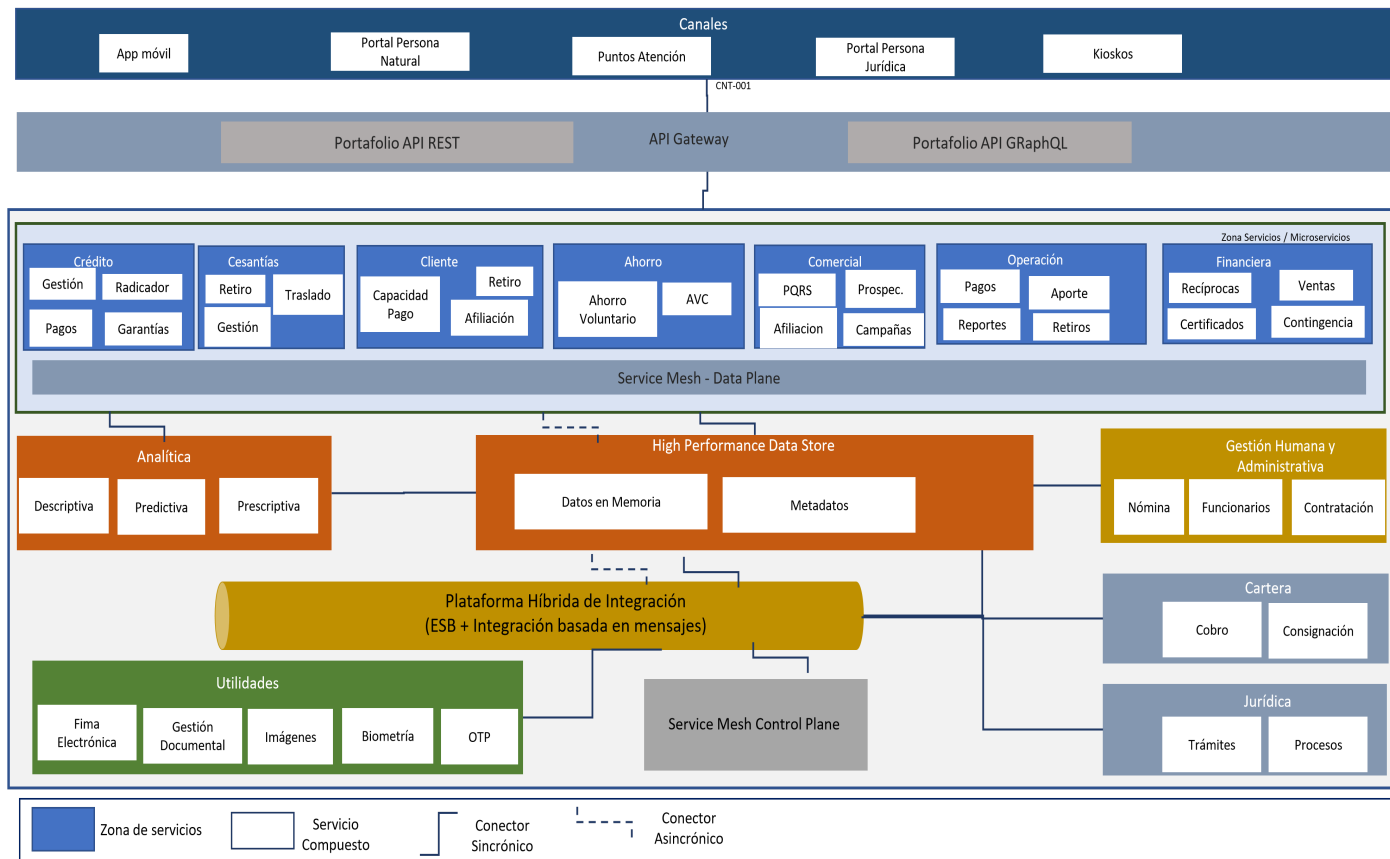 Canales
App móvil
Portal Persona
Natural
Puntos Atención
Portal Persona
Jurídica
Kioskos
CNT-001
Portafolio API REST
API Gateway
Portafolio API GRaphQL
Zona Servicios / Microservicios
Crédito
Gestión
Radicador
Pagos
Garantías
Cesantías
Retiro
Traslado
Gestión
Cliente
Capacidad
Pago
Retiro
Afiliación
Ahorro
Ahorro
Voluntario
AVC
Comercial
PQRS
Prospec.
Afiliacion
Campañas
Operación
Pagos
Aporte
Reportes
Retiros
Financiera
Recíprocas
Ventas
Certificados
Contingencia
Service Mesh - Data Plane
Analítica
Descriptiva
Predictiva
Prescriptiva
High Performance Data Store
Datos en Memoria
Metadatos
Gestión Humana y
Administrativa
Nómina
Funcionarios
Contratación
Plataforma Híbrida de Integración
(ESB + Integración basada en mensajes)
Cartera
Cobro
Consignación
Utilidades
Fima
Electrónica
Gestión
Documental
Imágenes
Biometría
OTP
Service Mesh Control Plane
Jurídica
Trámites
Procesos
Zona de servicios
Servicio
Compuesto
Conector
Sincrónico
Conector
Asincrónico